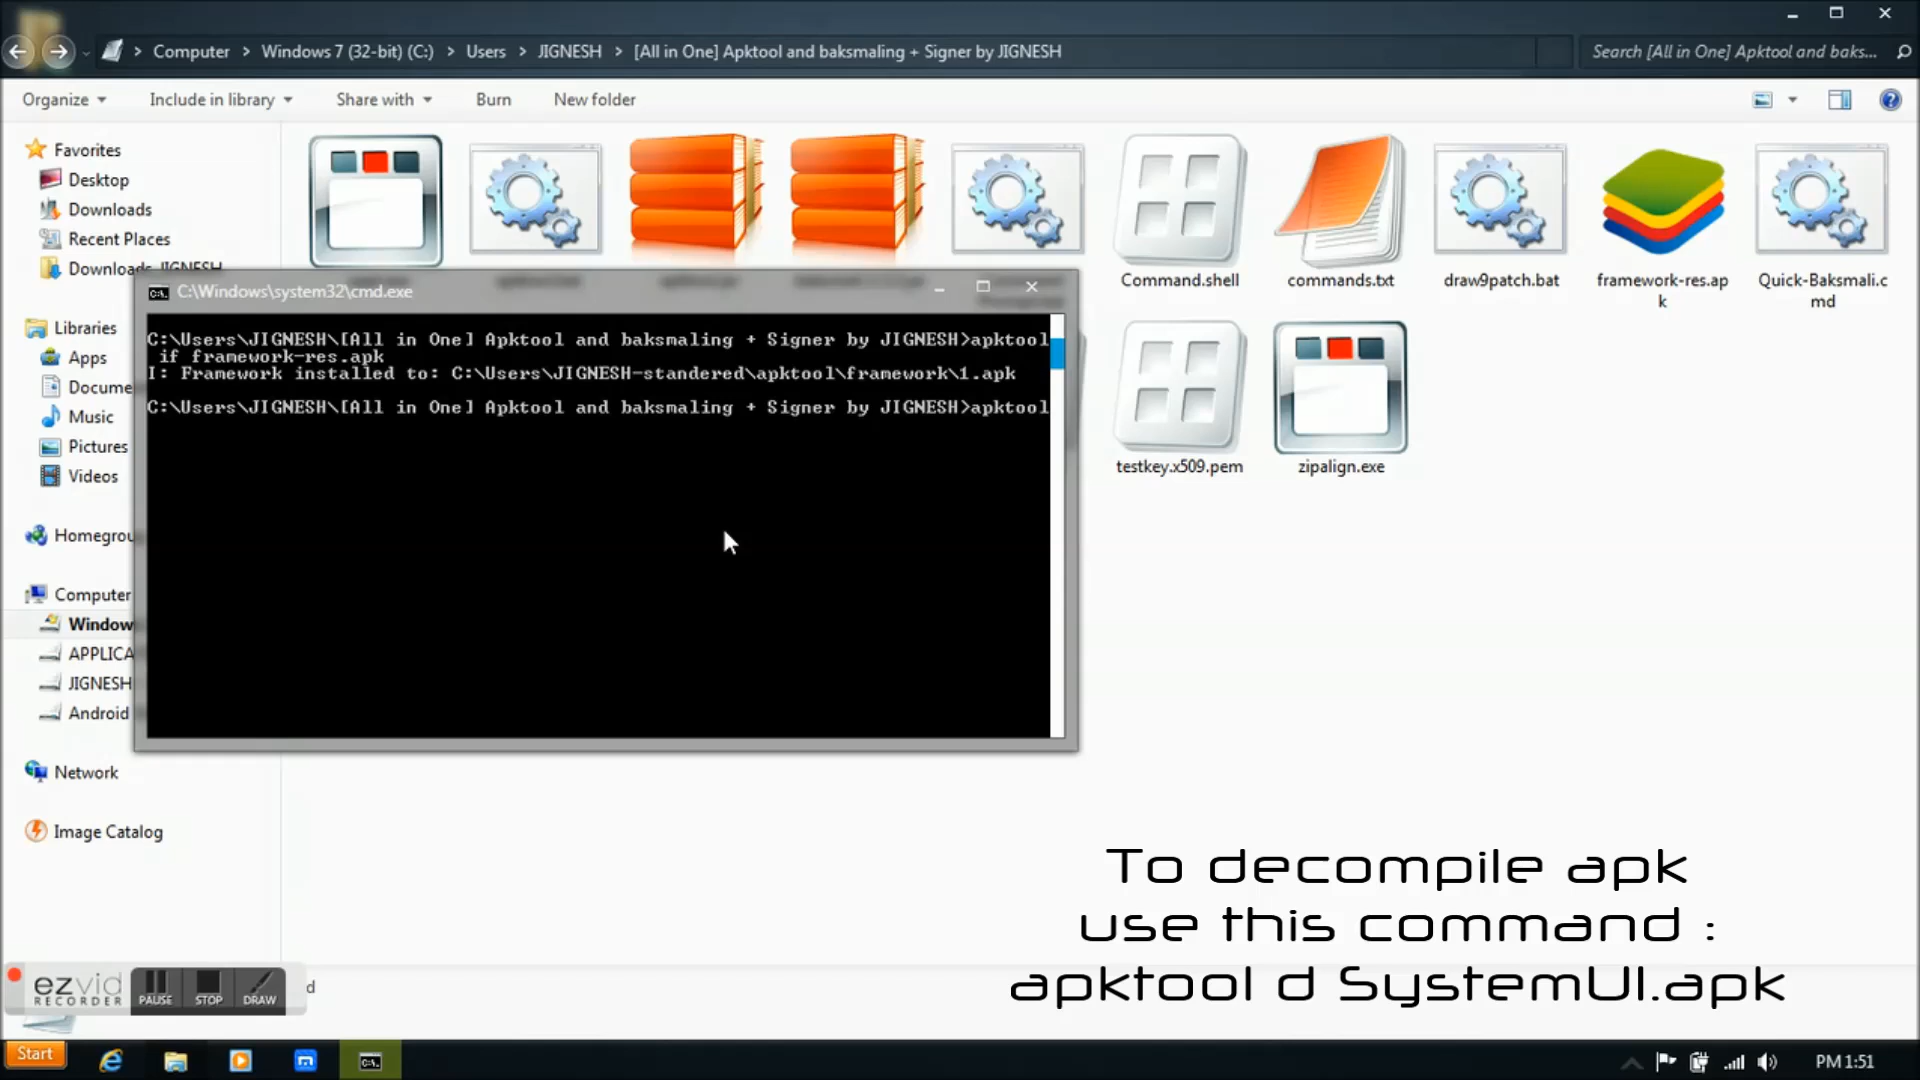 Computer > Windows 7 (32-bit) (C:) > Users > JIGNESH > [All in One] Apktool and baksmaling + Signer by JIGNESH
Search [All in One] Apktool and baks...
Organize Include in library Share with Burn New folder
Favorites
Desktop
Downloads
Recent Places
Downloads JIGNESH
Libraries
Apps
Docume
Music
Pictures
Videos
Homegrou
Computer
Window
APPLICA
JIGNESH
Android
Network
Image Catalog
Command.shell
commands.txt
draw9patch.bat
framework-res.ap
k
Quick-Baksmali.c
md
testkey.x509.pem
zipalign.exe
C:\Windows\system32\cmd.exe
C:\Users\JIGNESH\[All in One] Apktool and baksmaling + Signer by JIGNESH>apktool
if framework-res.apk
I: Framework installed to: C:\Users\JIGNESH-standered\apktool\framework\1.apk
C:\Users\JIGNESH\[All in One] Apktool and baksmaling + Signer by JIGNESH>apktool
To decompile apk
use this command :
apktool d SystemUI.apk
ezvid
RECORDER
PAUSE STOP DRAW
d
Start
PM 1:51